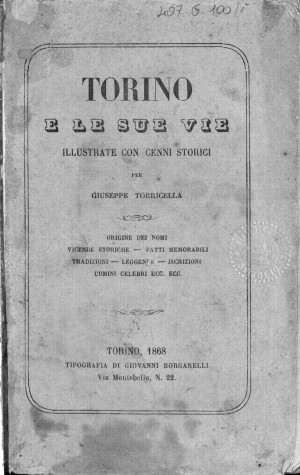 TORINO
E LE SUE VIE
ILLUSTRATE CON CENNI STORICI
PER
GIUSEPPE TORRICELLA
ORIGINE DEI NOMI
VICENDE STORICHE — FATTI MEMORABILI
TRADIZIONI — LEGGENDE — ISCRIZIONI
UOMINI CELEBRI ECC. ECC.
TORINO, 1868
TIPOGRAFIA DI GIOVANNI BORGARELLI
Via Montebello, N. 22.